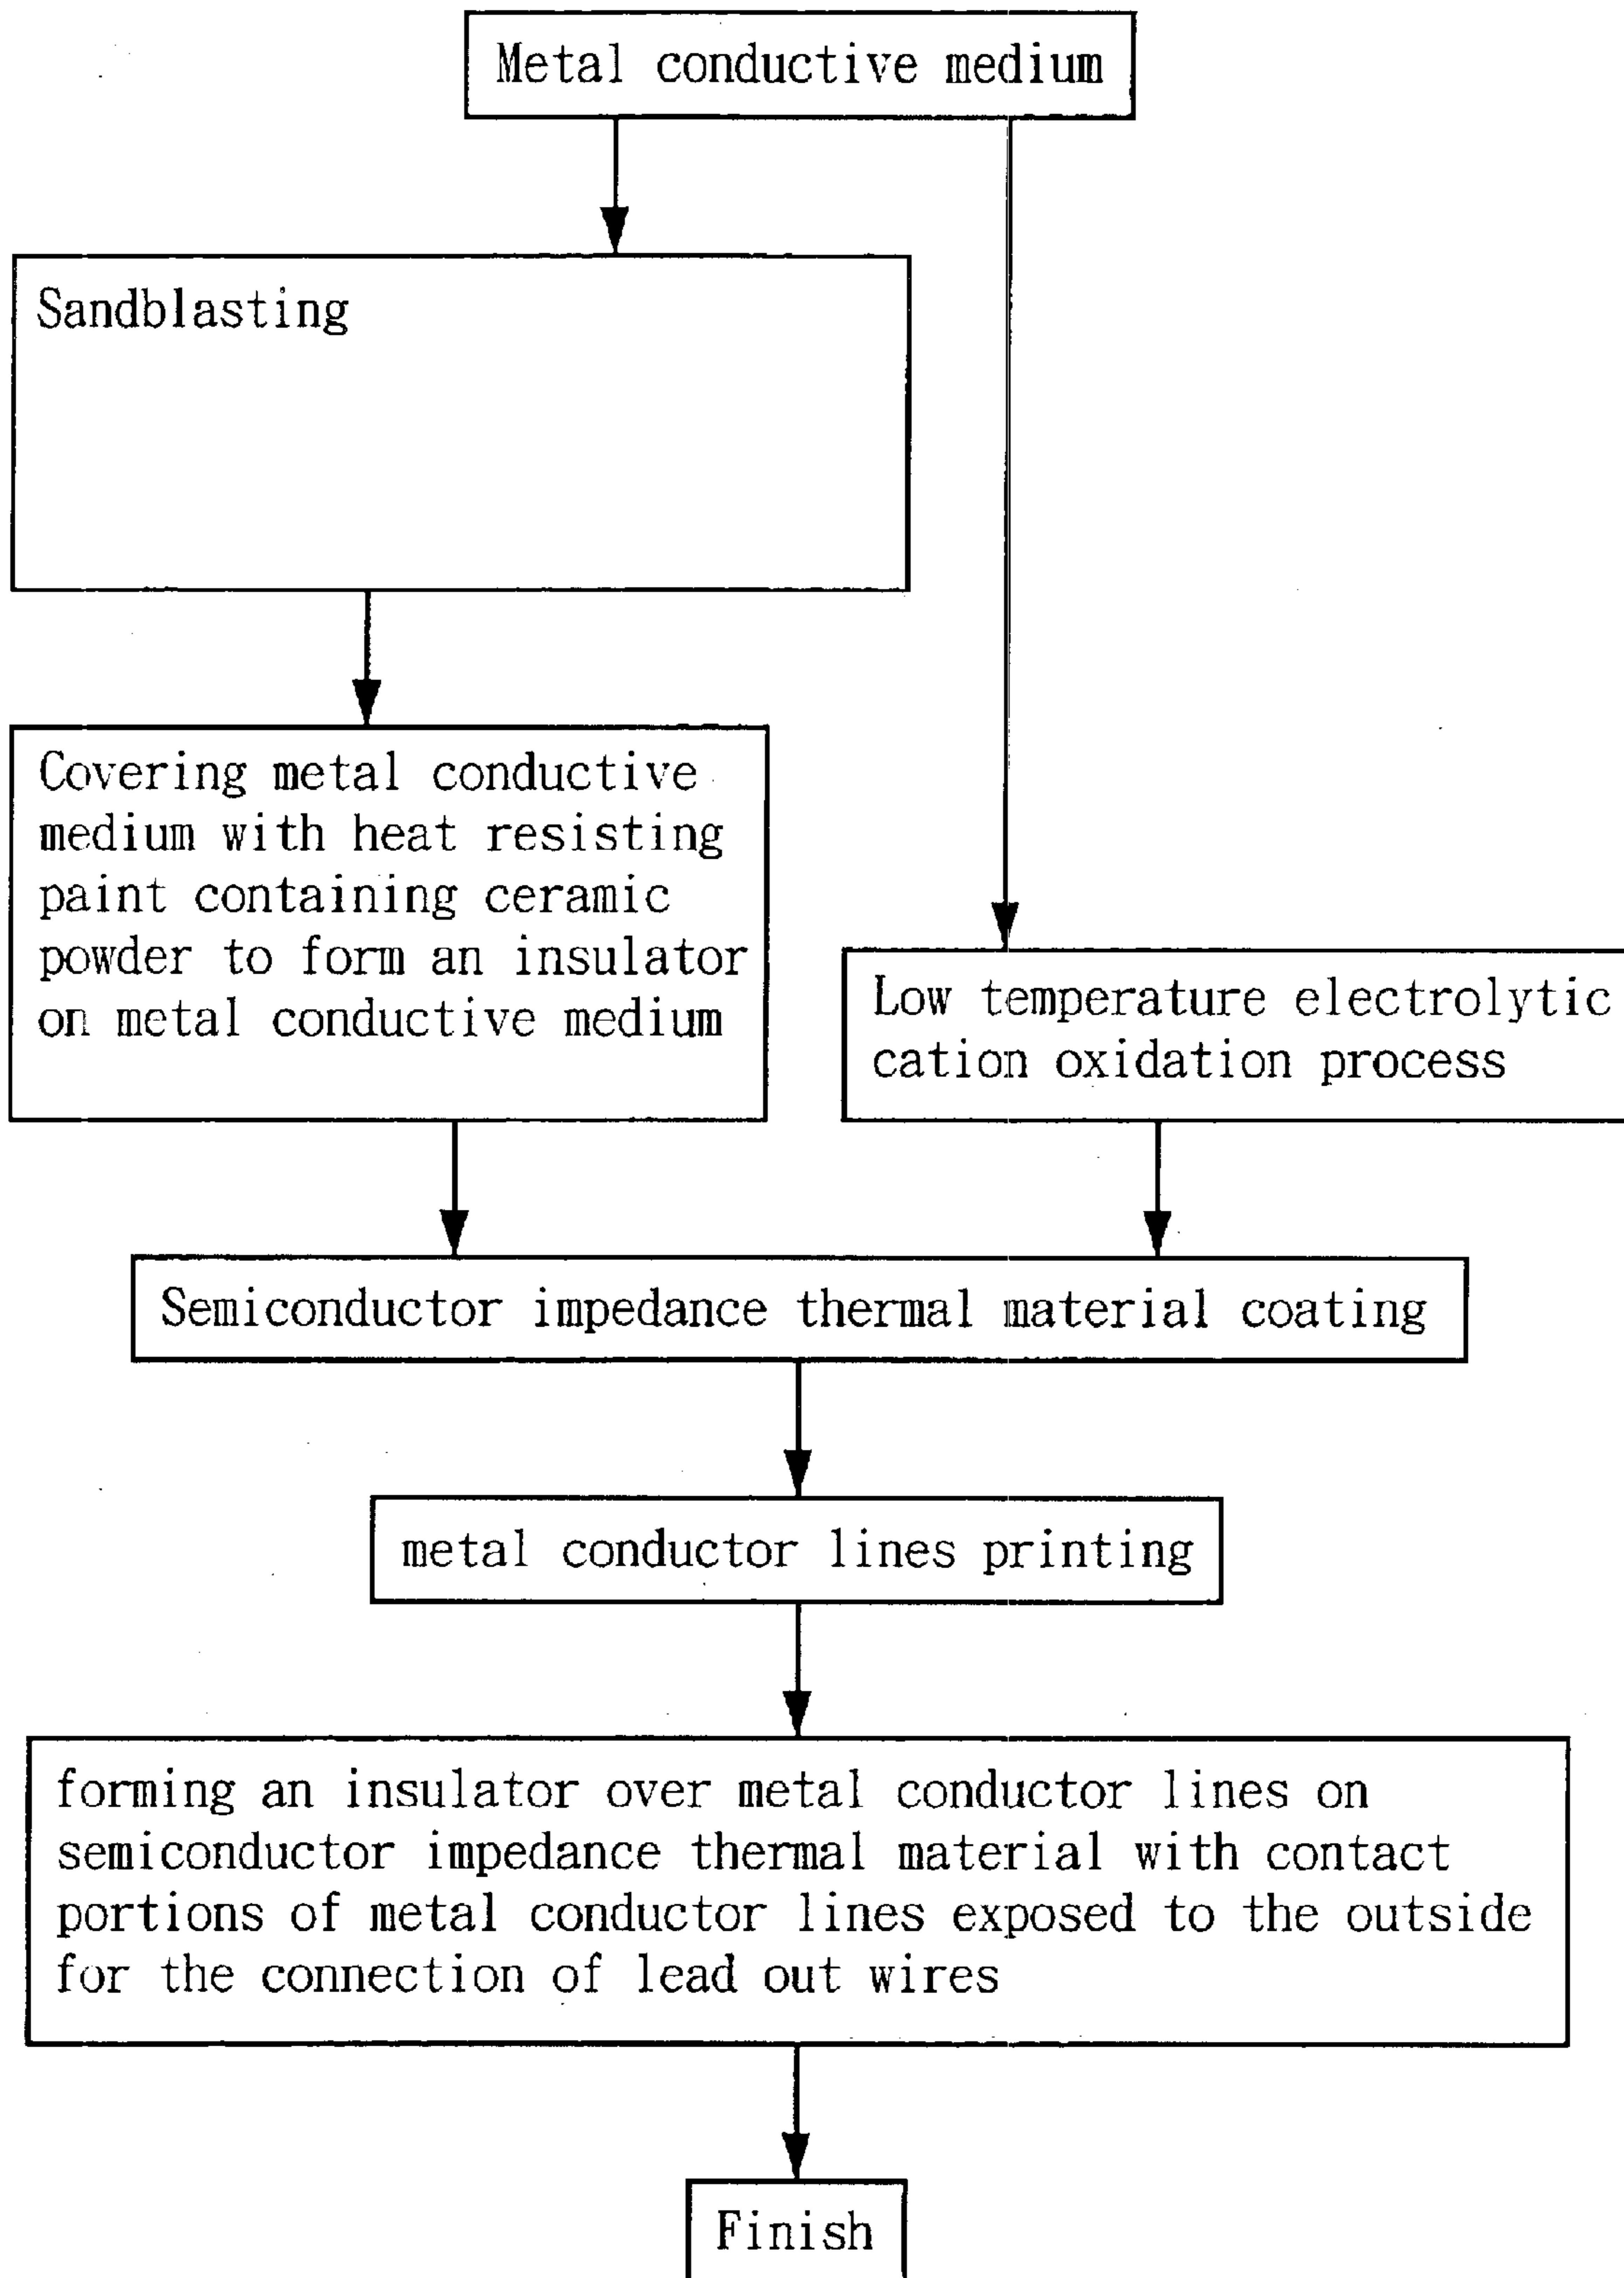 Metal conductive medium
Sandblasting
Covering metal conductive
medium with heat resisting
paint containing ceramic
powder to form an insulator
on metal conductive medium
Low temperature electrolytic
cation oxidation process
Semiconductor impedance thermal material coating
metal conductor lines printing
forming an insulator over metal conductor lines on
semiconductor impedance thermal material with contact
portions of metal conductor lines exposed to the outside
for the connection of lead out wires
Finish